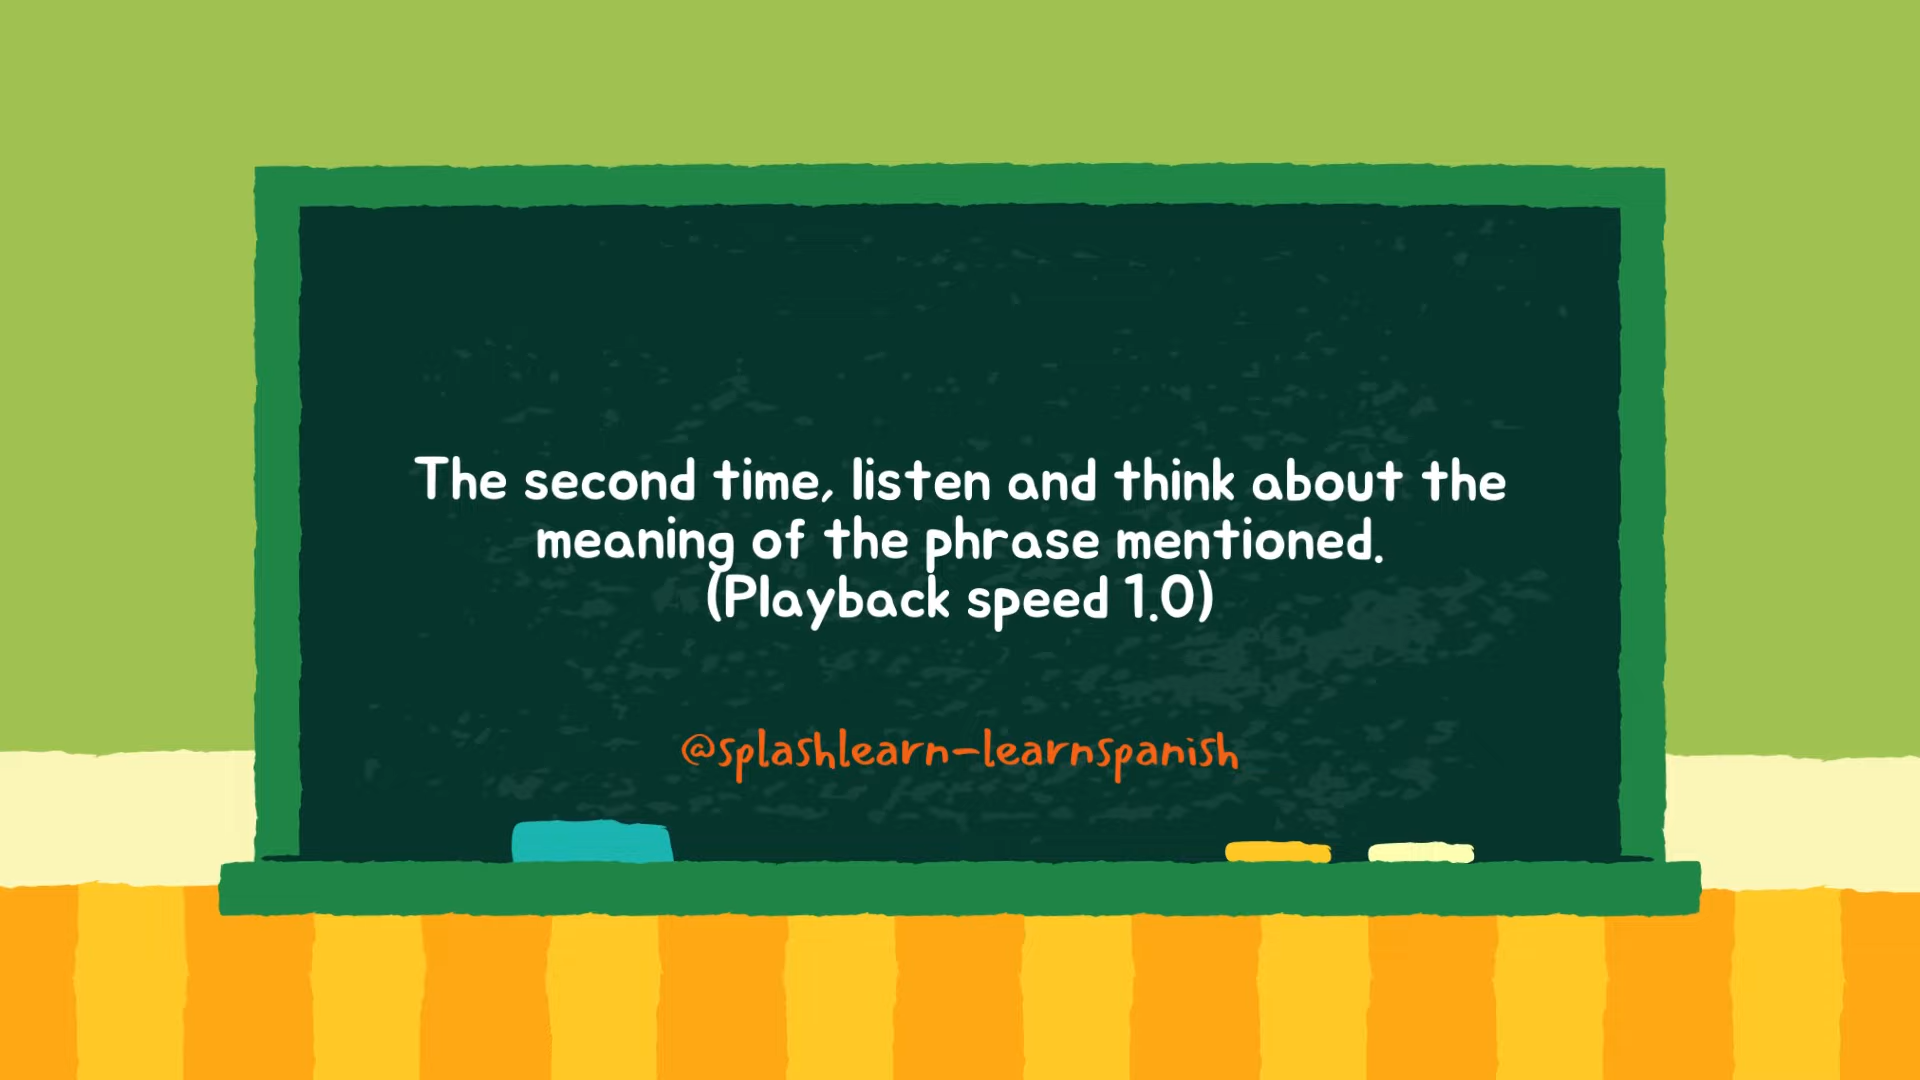 The second time, listen and think about the
meaning of the phrase mentioned.
(Playback speed 1.0)
@splashlearn-learnspanish